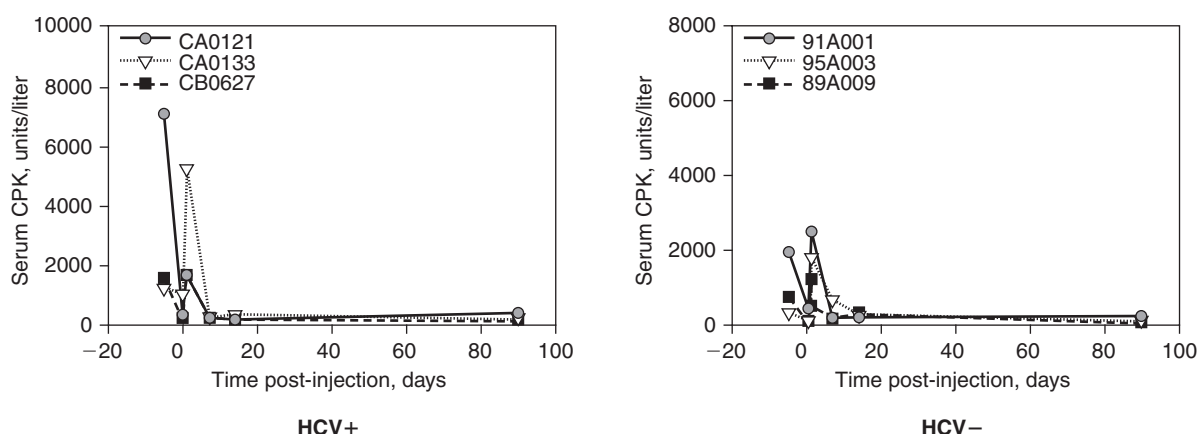 10000
8000
6000
4000
2000
0
CA0121
CA0133
CB0627
Serum CPK, units/liter
−20 0 20 40 60 80 100
Time post-injection, days
HCV+
8000
6000
4000
2000
0
91A001
95A003
89A009
Serum CPK, units/liter
−20 0 20 40 60 80 100
Time post-injection, days
HCV−